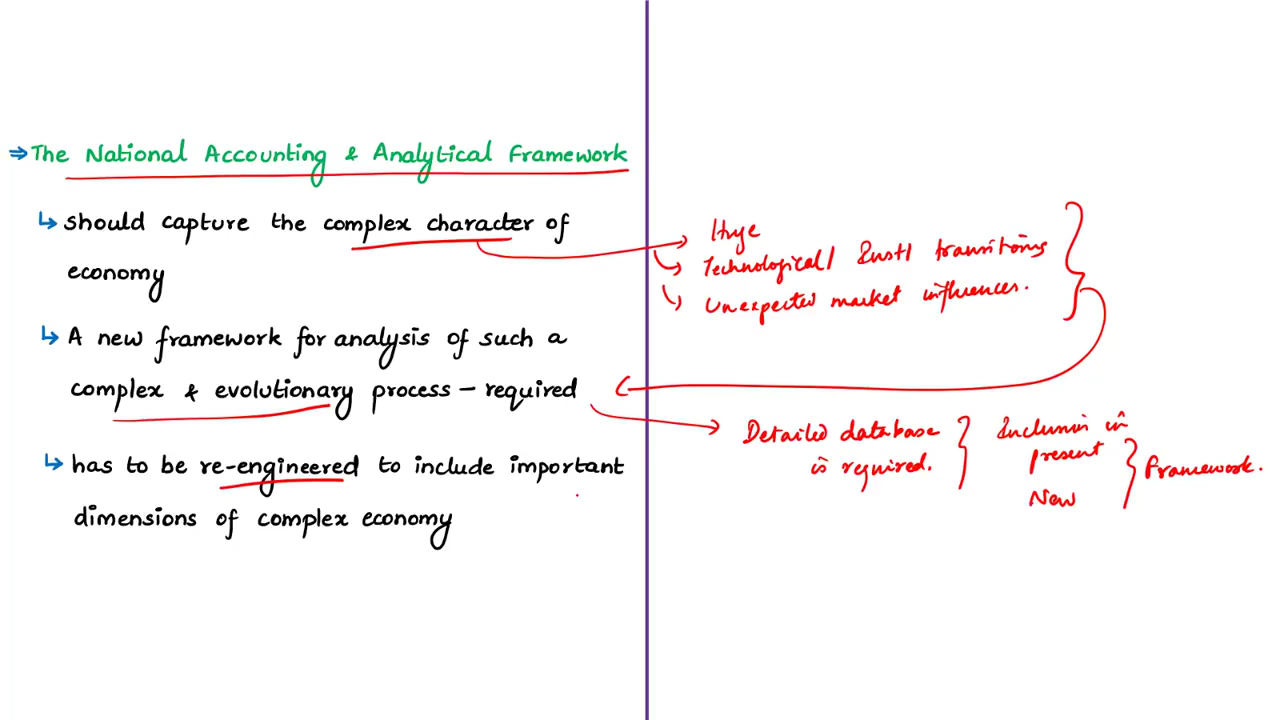 ⇒ The National Accounting & Analytical Framework
↳ should capture the complex character of
economy
↳ A new framework for analysis of such a
complex & evolutionary process – required
↳ has to be re-engineered to include important
dimensions of complex economy
Huge
Technological / Instl transitions
Unexpected market influences.
Detailed database
is required.
Inclusion in
present
New
Framework.